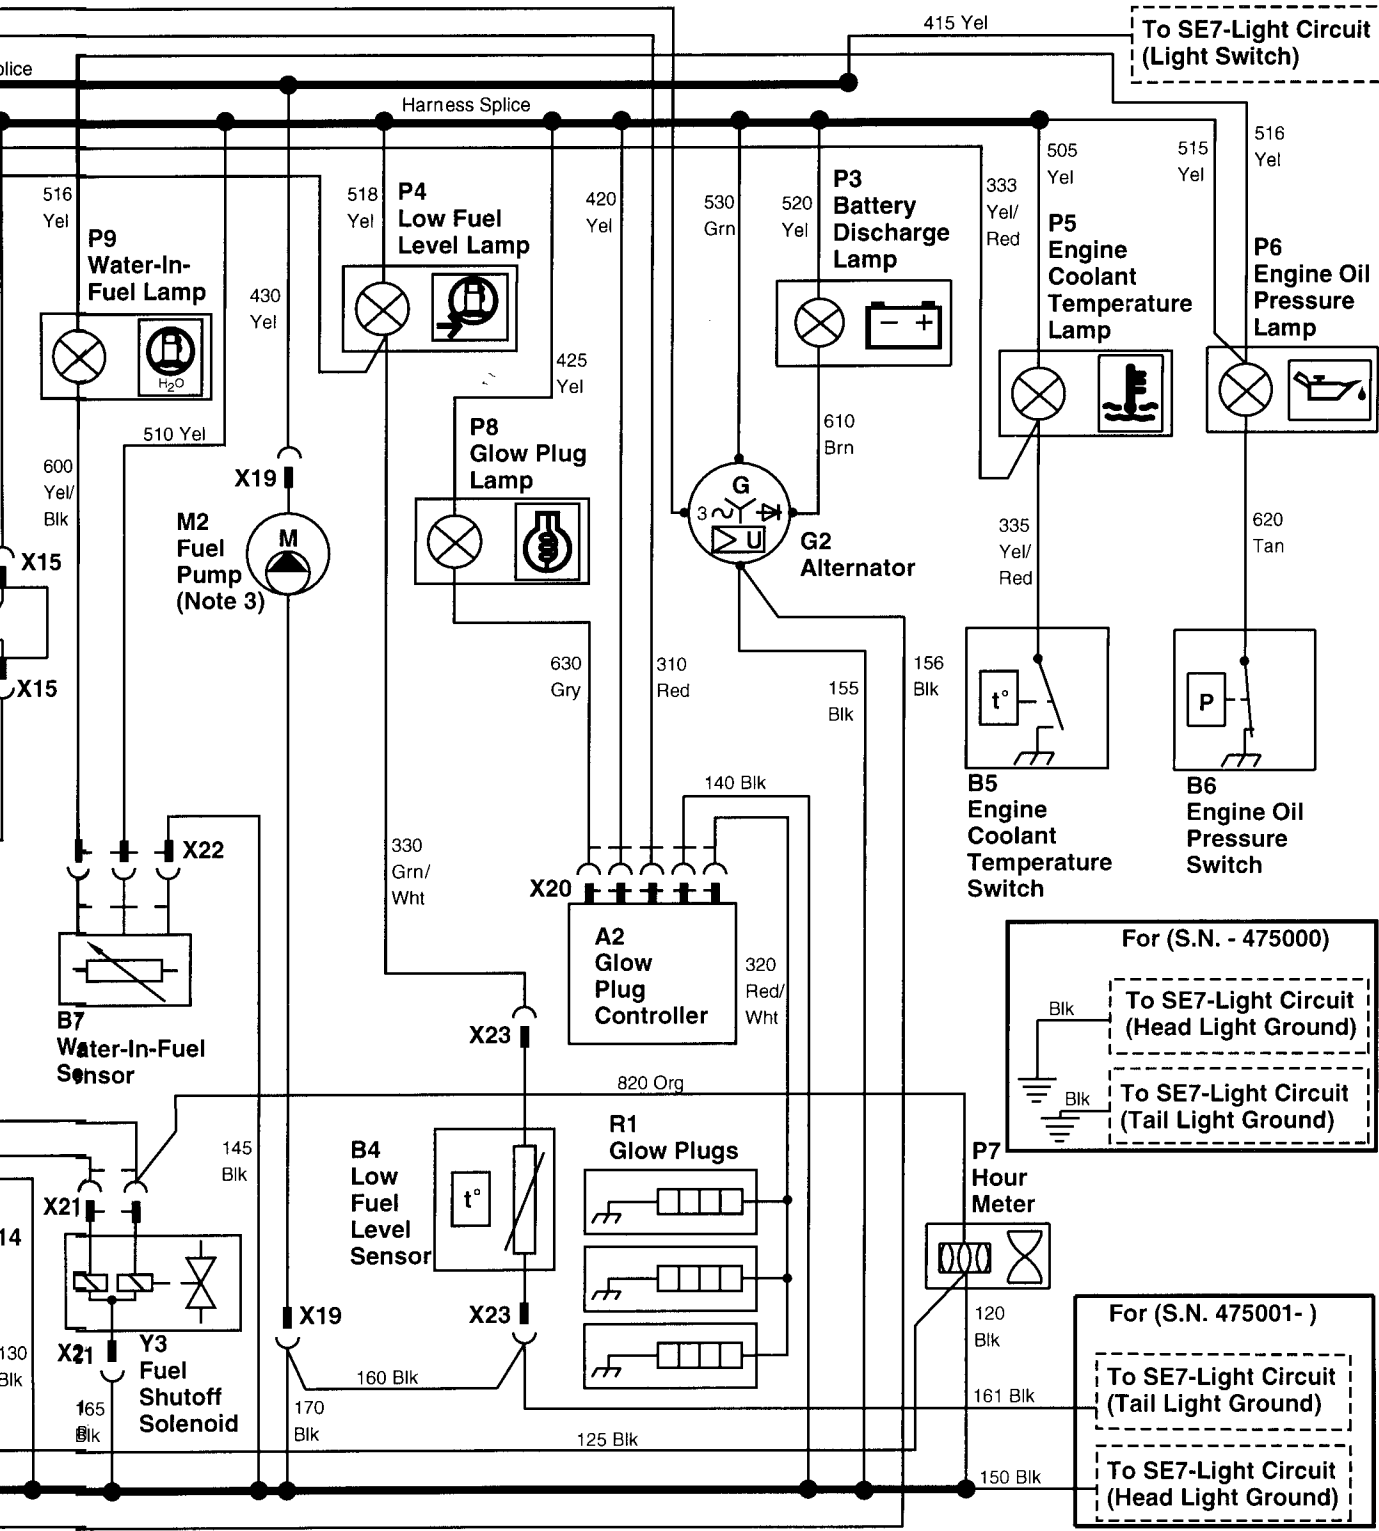 415 Yel
To SE7-Light Circuit
(Light Switch)
plice
Harness Splice
516
Yel
P9
Water-In-
Fuel Lamp
H2O
518
Yel
P4
Low Fuel
Level Lamp
420
Yel
530
Grn
520
Yel
P3
Battery
Discharge
Lamp
− +
333
Yel/
Red
505
Yel
P5
Engine
Coolant
Temperature
Lamp
515
Yel
516
Yel
P6
Engine Oil
Pressure
Lamp
430
Yel
425
Yel
510 Yel
600
Yel/
Blk
X19
M2
Fuel
Pump
(Note 3)
M
P8
Glow Plug
Lamp
610
Brn
G
3
U
G2
Alternator
335
Yel/
Red
620
Tan
X15
X15
630
Gry
310
Red
155
Blk
156
Blk
t°
B5
Engine
Coolant
Temperature
Switch
P
B6
Engine Oil
Pressure
Switch
140 Blk
X22
330
Grn/
Wht
X20
A2
Glow
Plug
Controller
320
Red/
Wht
B7
Water-In-Fuel
Sensor
X23
820 Org
For (S.N. - 475000)
Blk
To SE7-Light Circuit
(Head Light Ground)
Blk
To SE7-Light Circuit
(Tail Light Ground)
145
Blk
B4
Low
Fuel
Level
Sensor
t°
R1
Glow Plugs
P7
Hour
Meter
X21
14
X19
X23
120
Blk
For (S.N. 475001- )
To SE7-Light Circuit
(Tail Light Ground)
To SE7-Light Circuit
(Head Light Ground)
130
Blk
X21
Y3
Fuel
Shutoff
Solenoid
165
Blk
160 Blk
170
Blk
161 Blk
125 Blk
150 Blk